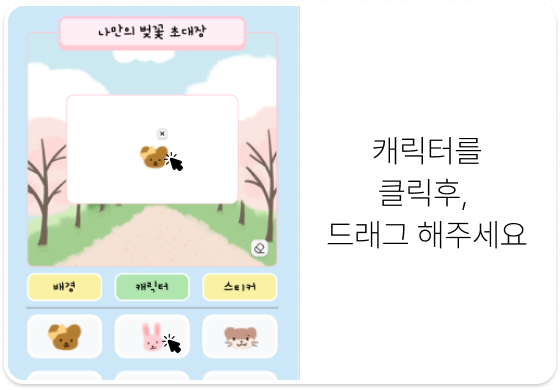 나만의 벚꽃 초대장
배경
캐릭터
스티커
캐릭터를
클릭후,
드래그 해주세요